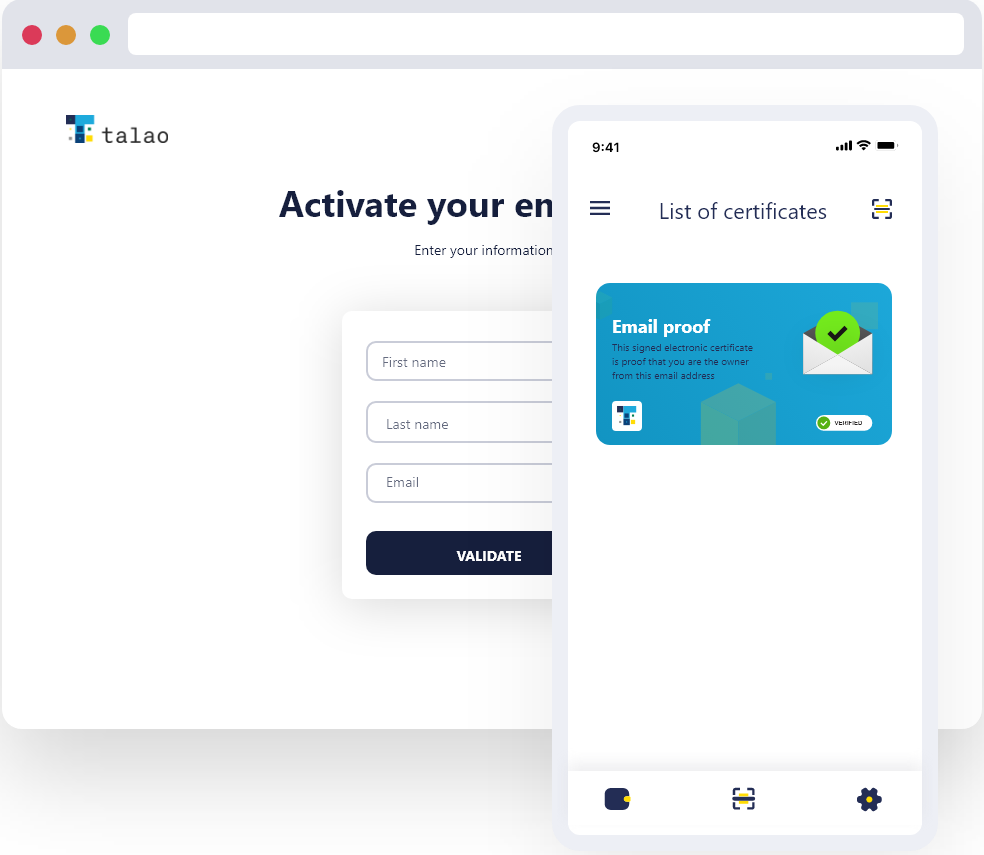 talao
Activate your em
Enter your information
First name
Last name
Email
VALIDATE
9:41
List of certificates
Email proof
This signed electronic certificate
is proof that you are the owner
from this email address
VERIFIED